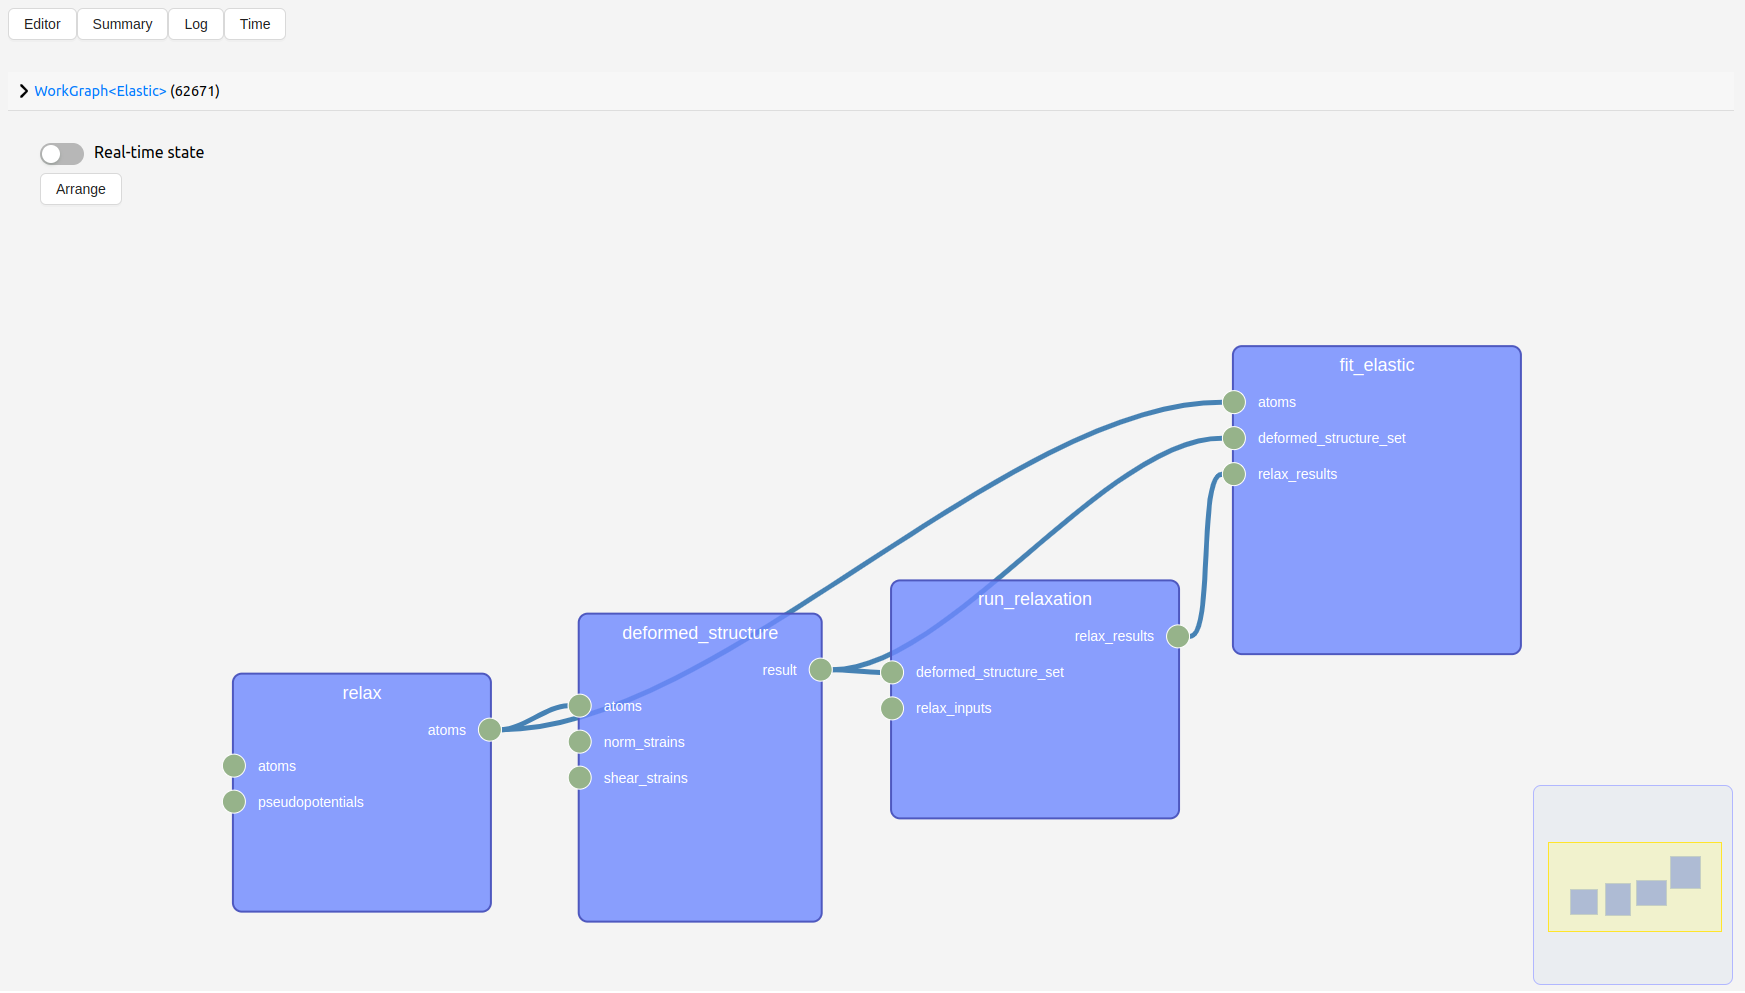 Editor Summary Log Time
WorkGraph<Elastic> (62671)
Real-time state
Arrange
relax
atoms
atoms
pseudopotentials
deformed_structure
result
atoms
norm_strains
shear_strains
run_relaxation
relax_results
deformed_structure_set
relax_inputs
fit_elastic
atoms
deformed_structure_set
relax_results